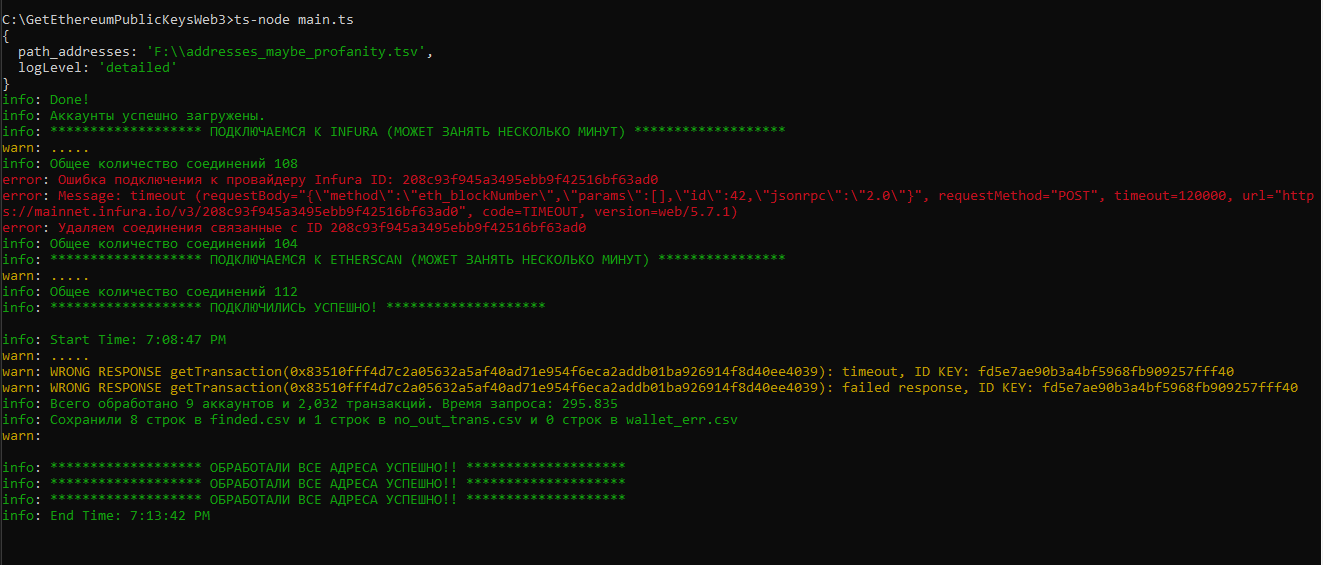 C:\GetEthereumPublicKeysWeb3>ts-node main.ts
{
  path_addresses: 'F:\\addresses_maybe_profanity.tsv',
  logLevel: 'detailed'
}
info: Done!
info: Аккаунты успешно загружены.
info: ******************* ПОДКЛЮЧАЕМСЯ К INFURA (МОЖЕТ ЗАНЯТЬ НЕСКОЛЬКО МИНУТ) *******************
warn: .....
info: Общее количество соединений 108
error: Ошибка подключения к провайдеру Infura ID: 208c93f945a3495ebb9f42516bf63ad0
error: Message: timeout (requestBody="{\"method\":\"eth_blockNumber\",\"params\":[],\"id\":42,\"jsonrpc\":\"2.0\"}", requestMethod="POST", timeout=120000, url="http
s://mainnet.infura.io/v3/208c93f945a3495ebb9f42516bf63ad0", code=TIMEOUT, version=web/5.7.1)
error: Удаляем соединения связанные с ID 208c93f945a3495ebb9f42516bf63ad0
info: Общее количество соединений 104
info: ******************* ПОДКЛЮЧАЕМСЯ К ETHERSCAN (МОЖЕТ ЗАНЯТЬ НЕСКОЛЬКО МИНУТ) ****************
warn: .....
info: Общее количество соединений 112
info: ******************* ПОДКЛЮЧИЛИСЬ УСПЕШНО! ********************
info: Start Time: 7:08:47 PM
warn: .....
warn: WRONG RESPONSE getTransaction(0x83510fff4d7c2a05632a5af40ad71e954f6eca2addb01ba926914f8d40ee4039): timeout, ID KEY: fd5e7ae90b3a4bf5968fb909257fff40
warn: WRONG RESPONSE getTransaction(0x83510fff4d7c2a05632a5af40ad71e954f6eca2addb01ba926914f8d40ee4039): failed response, ID KEY: fd5e7ae90b3a4bf5968fb909257fff40
info: Всего обработано 9 аккаунтов и 2,032 транзакций. Время запроса: 295.835
info: Сохранили 8 строк в finded.csv и 1 строк в no_out_trans.csv и 0 строк в wallet_err.csv
warn:
info: ******************* ОБРАБОТАЛИ ВСЕ АДРЕСА УСПЕШНО!! ********************
info: ******************* ОБРАБОТАЛИ ВСЕ АДРЕСА УСПЕШНО!! ********************
info: ******************* ОБРАБОТАЛИ ВСЕ АДРЕСА УСПЕШНО!! ********************
info: End Time: 7:13:42 PM